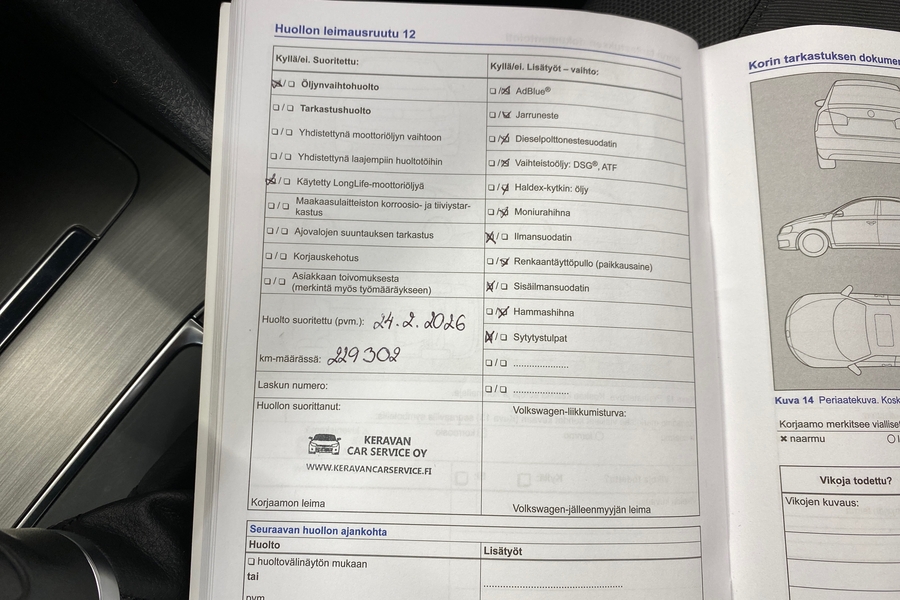 Huollon leimausruutu 12
Kyllä/ei. Suoritettu:
☒/☐ Öljynvaihtohuolto
☐/☐ Tarkastushuolto
☐/☐ Yhdistettynä moottoriöljyn vaihtoon
☐/☐ Yhdistettynä laajempiin huoltotöihin
☒/☐ Käytetty LongLife-moottoriöljyä
☐/☐ Maakaasulaitteiston korroosio- ja tiiviystar-
kastus
☐/☐ Ajovalojen suuntauksen tarkastus
☐/☐ Korjauskehotus
☐/☐ Asiakkaan toivomuksesta
(merkintä myös työmääräykseen)
Huolto suoritettu (pvm.): 24.2.2026
km-määrässä: 229302
Laskun numero:
Huollon suorittanut:
KERAVAN
CAR SERVICE OY
WWW.KERAVANCARSERVICE.FI
Korjaamon leima
Kyllä/ei. Lisätyöt – vaihto:
☐/☒ AdBlue®
☐/☒ Jarruneste
☐/☒ Dieselpolttonestesuodatin
☐/☒ Vaihteistoöljy: DSG®, ATF
☐/☒ Haldex-kytkin: öljy
☐/☒ Moniurahihna
☒/☐ Ilmansuodatin
☐/☒ Renkaantäyttöpullo (paikkausaine)
☒/☐ Sisäilmansuodatin
☐/☒ Hammashihna
☒/☐ Sytytystulpat
☐/☐ .....................
☐/☐ .....................
Volkswagen-liikkumisturva:
Volkswagen-jälleenmyyjän leima
Seuraavan huollon ajankohta
Huolto
☐ huoltovälinäytön mukaan
tai
pvm.
Lisätyöt
Korin tarkastuksen
Kuva 14 Periaatekuva.
Korjaamo merkitsee
× naarmu
Vikoja todettu?
Vikojen kuvaus: